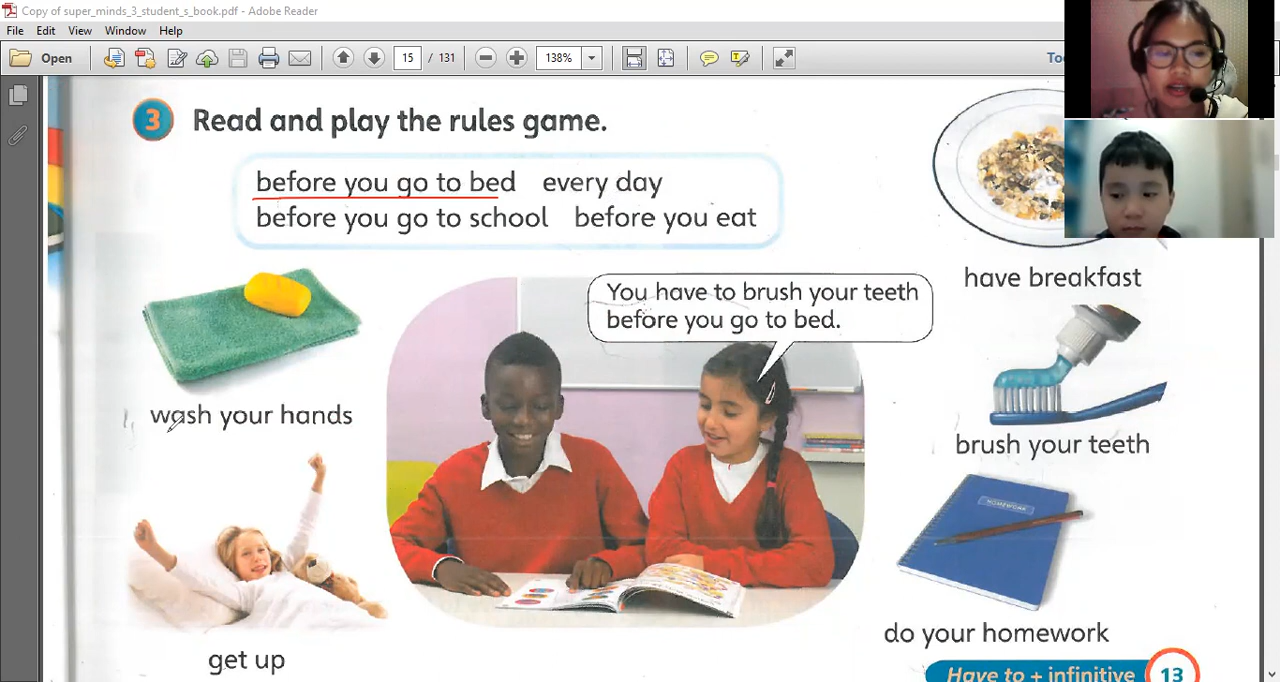 Copy of super_minds_3_student_s_book.pdf - Adobe Reader
File Edit View Window Help
Open 15 / 131 138%
3 Read and play the rules game.
before you go to bed every day
before you go to school before you eat
have breakfast
You have to brush your teeth
before you go to bed.
wash your hands
brush your teeth
HOMEWORK
do your homework
get up
Have to + infinitive 13